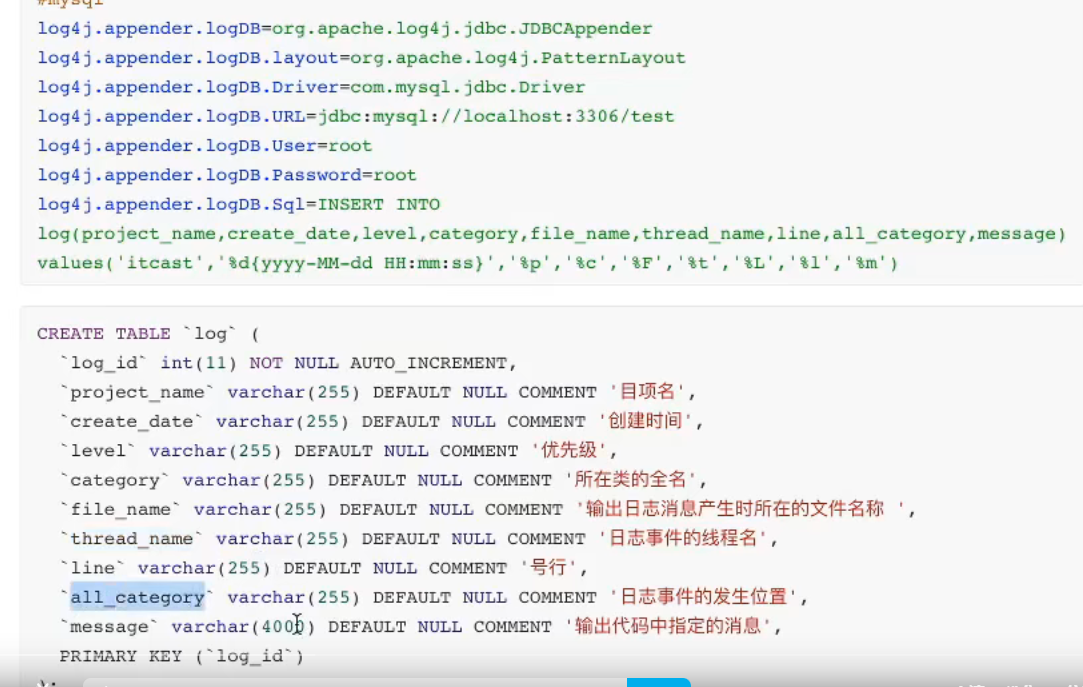 #mysql
log4j.appender.logDB=org.apache.log4j.jdbc.JDBCAppender
log4j.appender.logDB.layout=org.apache.log4j.PatternLayout
log4j.appender.logDB.Driver=com.mysql.jdbc.Driver
log4j.appender.logDB.URL=jdbc:mysql://localhost:3306/test
log4j.appender.logDB.User=root
log4j.appender.logDB.Password=root
log4j.appender.logDB.Sql=INSERT INTO
log(project_name,create_date,level,category,file_name,thread_name,line,all_category,message)
values('itcast','%d{yyyy-MM-dd HH:mm:ss}','%p','%c','%F','%t','%L','%l','%m')
CREATE TABLE `log` (
`log_id` int(11) NOT NULL AUTO_INCREMENT,
`project_name` varchar(255) DEFAULT NULL COMMENT '目项名',
`create_date` varchar(255) DEFAULT NULL COMMENT '创建时间',
`level` varchar(255) DEFAULT NULL COMMENT '优先级',
`category` varchar(255) DEFAULT NULL COMMENT '所在类的全名',
`file_name` varchar(255) DEFAULT NULL COMMENT '输出日志消息产生时所在的文件名称 ',
`thread_name` varchar(255) DEFAULT NULL COMMENT '日志事件的线程名',
`line` varchar(255) DEFAULT NULL COMMENT '号行',
`all_category` varchar(255) DEFAULT NULL COMMENT '日志事件的发生位置',
`message` varchar(4000) DEFAULT NULL COMMENT '输出代码中指定的消息',
PRIMARY KEY (`log_id`)